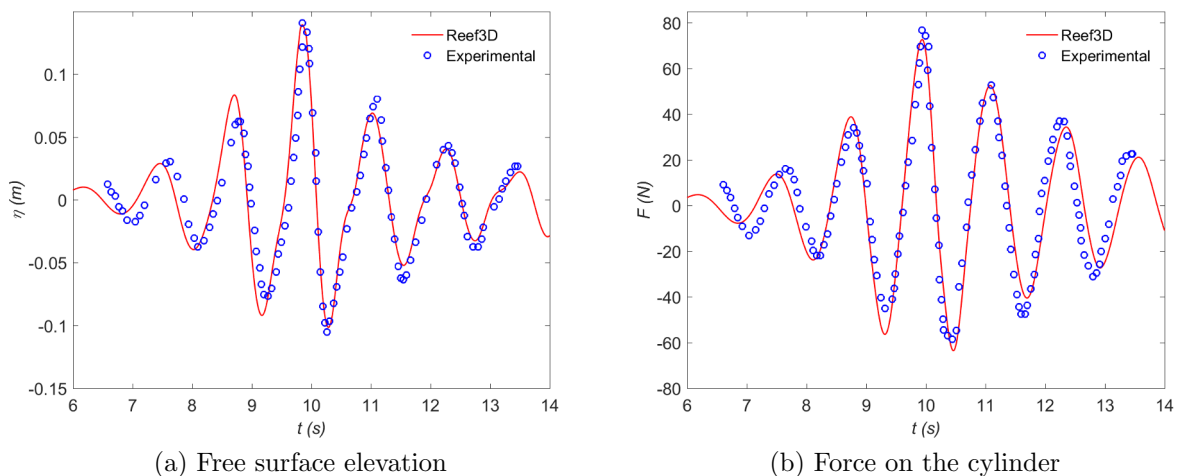 Reef3D
Experimental
0.1
0.05
0
-0.05
-0.1
-0.15
η (m)
6 7 8 9 10 11 12 13 14
t (s)
(a) Free surface elevation
Reef3D
Experimental
80
60
40
20
0
-20
-40
-60
-80
F (N)
6 7 8 9 10 11 12 13 14
t (s)
(b) Force on the cylinder